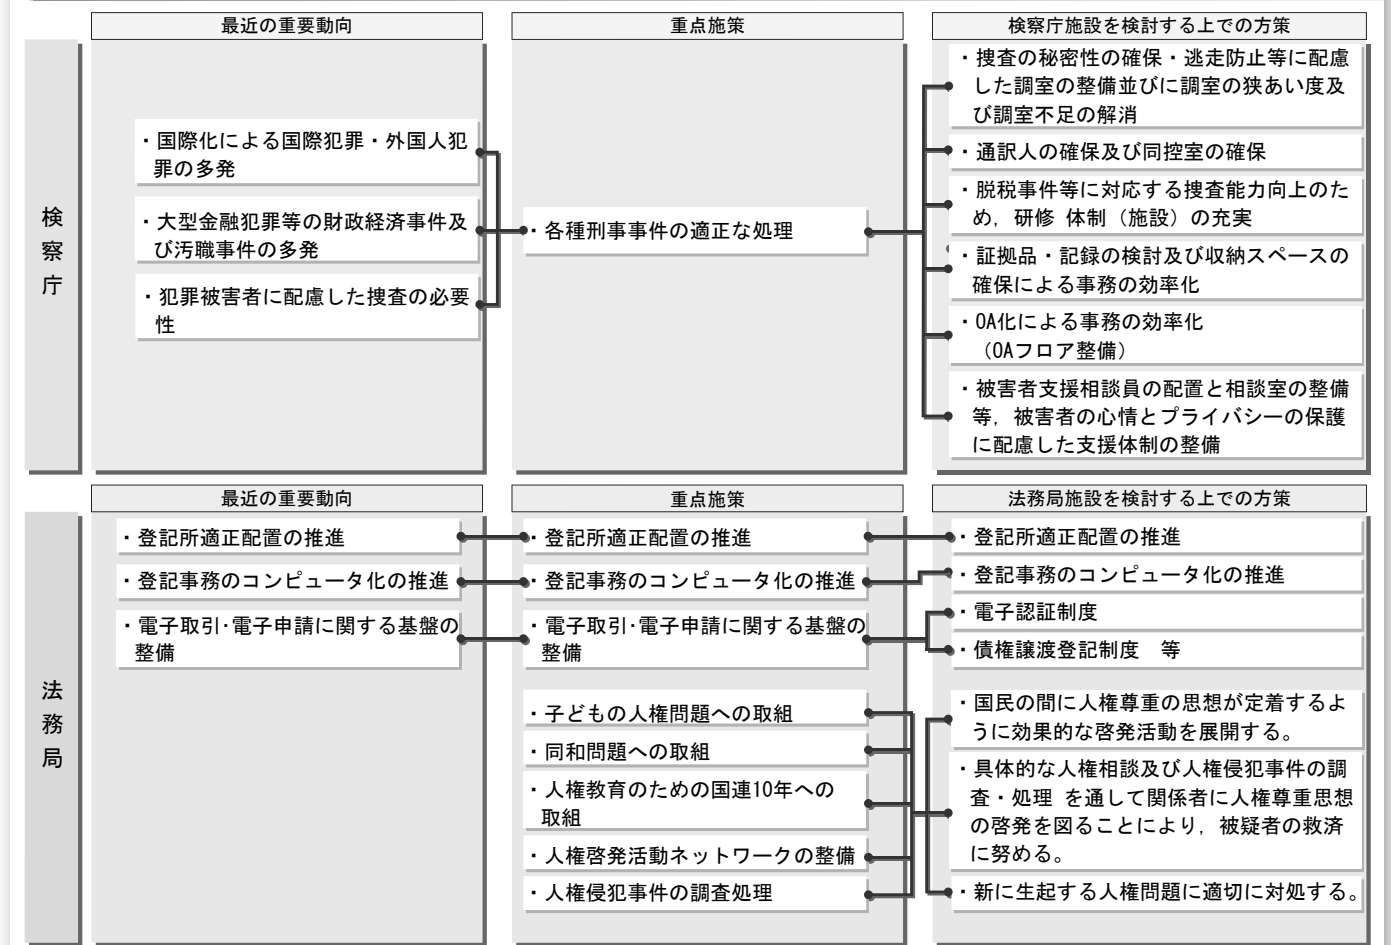 最近の重要動向
重点施策
検察庁施設を検討する上での方策
検察庁
・国際化による国際犯罪・外国人犯
罪の多発
・大型金融犯罪等の財政経済事件及
び汚職事件の多発
・犯罪被害者に配慮した捜査の必要
性
・各種刑事事件の適正な処理
・捜査の秘密性の確保・逃走防止等に配慮
した調室の整備並びに調室の狭あい度及
び調室不足の解消
・通訳人の確保及び同控室の確保
・脱税事件等に対応する捜査能力向上のた
め，研修 体制（施設）の充実
・証拠品・記録の検討及び収納スペースの
確保による事務の効率化
・OA化による事務の効率化
（OAフロア整備）
・被害者支援相談員の配置と相談室の整備
等，被害者の心情とプライバシーの保護
に配慮した支援体制の整備
最近の重要動向
重点施策
法務局施設を検討する上での方策
法務局
・登記所適正配置の推進
・登記事務のコンピュータ化の推進
・電子取引･電子申請に関する基盤の
整備
・登記所適正配置の推進
・登記事務のコンピュータ化の推進
・電子取引･電子申請に関する基盤の
整備
・子どもの人権問題への取組
・同和問題への取組
・人権教育のための国連10年への
取組
・人権啓発活動ネットワークの整備
・人権侵犯事件の調査処理
・登記所適正配置の推進
・登記事務のコンピュータ化の推進
・電子認証制度
・債権譲渡登記制度　等
・国民の間に人権尊重の思想が定着するよ
うに効果的な啓発活動を展開する。
・具体的な人権相談及び人権侵犯事件の調
査・処理 を通して関係者に人権尊重思想
の啓発を図ることにより，被疑者の救済
に努める。
・新に生起する人権問題に適切に対処する。